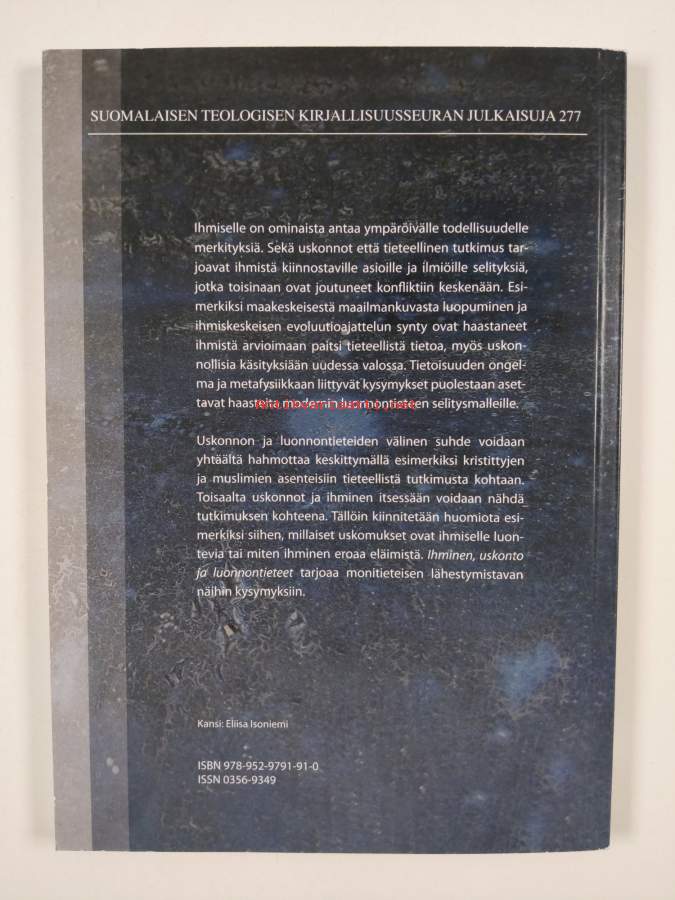 SUOMALAISEN TEOLOGISEN KIRJALLISUUSSEURAN JULKAISUJA 277
Ihmiselle on ominaista antaa ympäröivälle todellisuudelle
merkityksiä. Sekä uskonnot että tieteellinen tutkimus tar-
joavat ihmistä kiinnostaville asioille ja ilmiöille selityksiä,
jotka toisinaan ovat joutuneet konfliktiin keskenään. Esi-
merkiksi maakeskeisestä maailmankuvasta luopuminen ja
ihmiskeskeisen evoluutioajattelun synty ovat haastaneet
ihmistä arvioimaan paitsi tieteellistä tietoa, myös uskon-
nollisia käsityksiään uudessa valossa. Tietoisuuden ongel-
ma ja metafysiikkaan liittyvät kysymykset puolestaan aset-
tavat haasteita modernin luonnontieteen selitysmalleille.
Uskonnon ja luonnontieteiden välinen suhde voidaan
yhtäältä hahmottaa keskittymällä esimerkiksi kristittyjen
ja muslimien asenteisiin tieteellistä tutkimusta kohtaan.
Toisaalta uskonnot ja ihminen itsessään voidaan nähdä
tutkimuksen kohteena. Tällöin kiinnitetään huomiota esi-
merkiksi siihen, millaiset uskomukset ovat ihmiselle luon-
tevia tai miten ihminen eroaa eläimistä. Ihminen, uskonto
ja luonnontieteet tarjoaa monitieteisen lähestymistavan
näihin kysymyksiin.
Kansi: Eliisa Isoniemi
ISBN 978-952-9791-91-0
ISSN 0356-9349